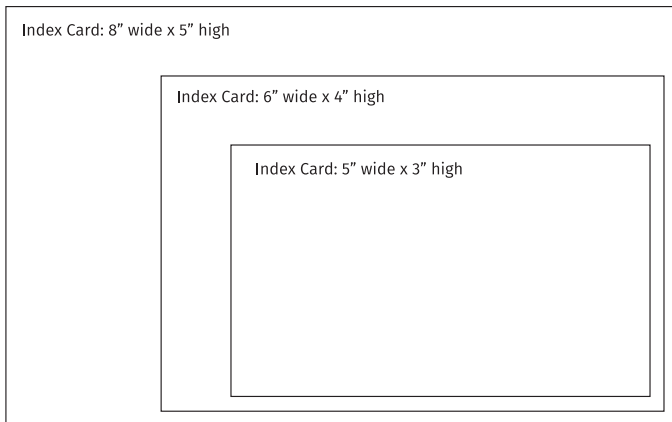 Index Card: 8” wide x 5” high
Index Card: 6” wide x 4” high
Index Card: 5” wide x 3” high